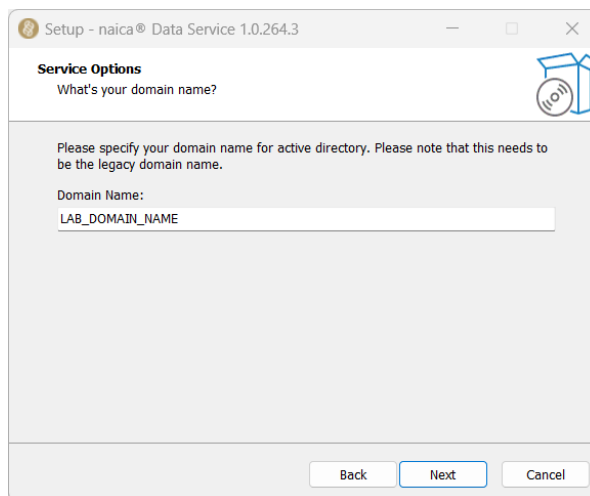 Setup - naica® Data Service 1.0.264.3
Service Options
What's your domain name?
Please specify your domain name for active directory. Please note that this needs to
be the legacy domain name.
Domain Name:
LAB_DOMAIN_NAME
Back Next Cancel